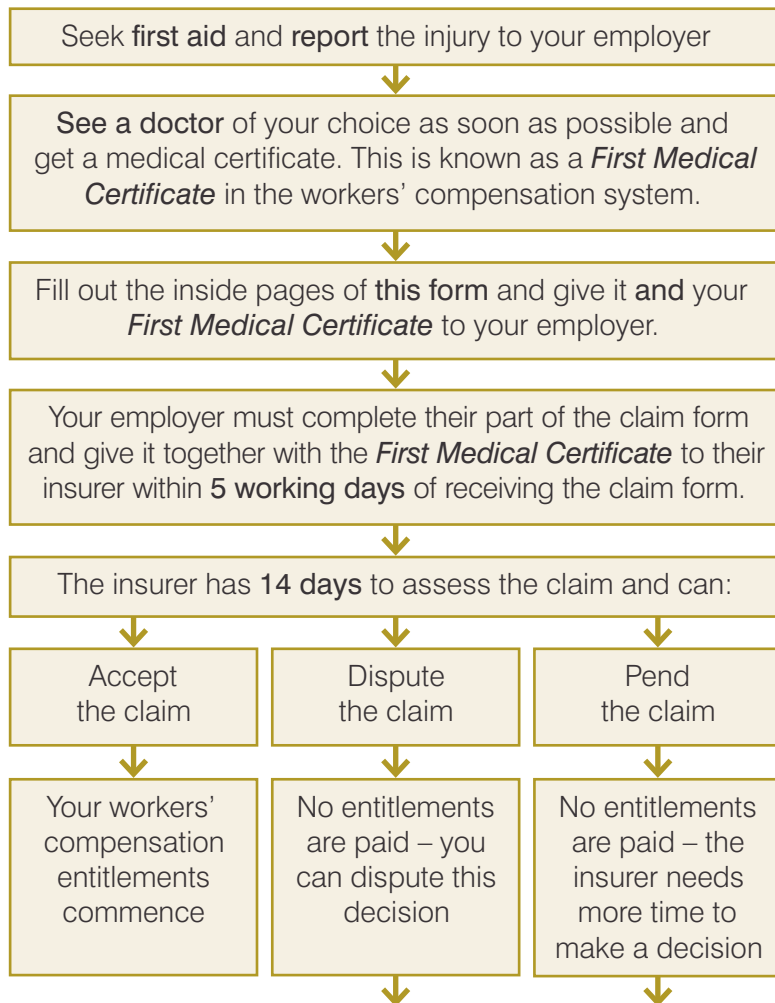 Seek first aid and report the injury to your employer
See a doctor of your choice as soon as possible and
get a medical certificate. This is known as a First Medical
Certificate in the workers’ compensation system.
Fill out the inside pages of this form and give it and your
First Medical Certificate to your employer.
Your employer must complete their part of the claim form
and give it together with the First Medical Certificate to their
insurer within 5 working days of receiving the claim form.
The insurer has 14 days to assess the claim and can:
Accept
the claim
Dispute
the claim
Pend
the claim
Your workers’
compensation
entitlements
commence
No entitlements
are paid – you
can dispute this
decision
No entitlements
are paid – the
insurer needs
more time to
make a decision